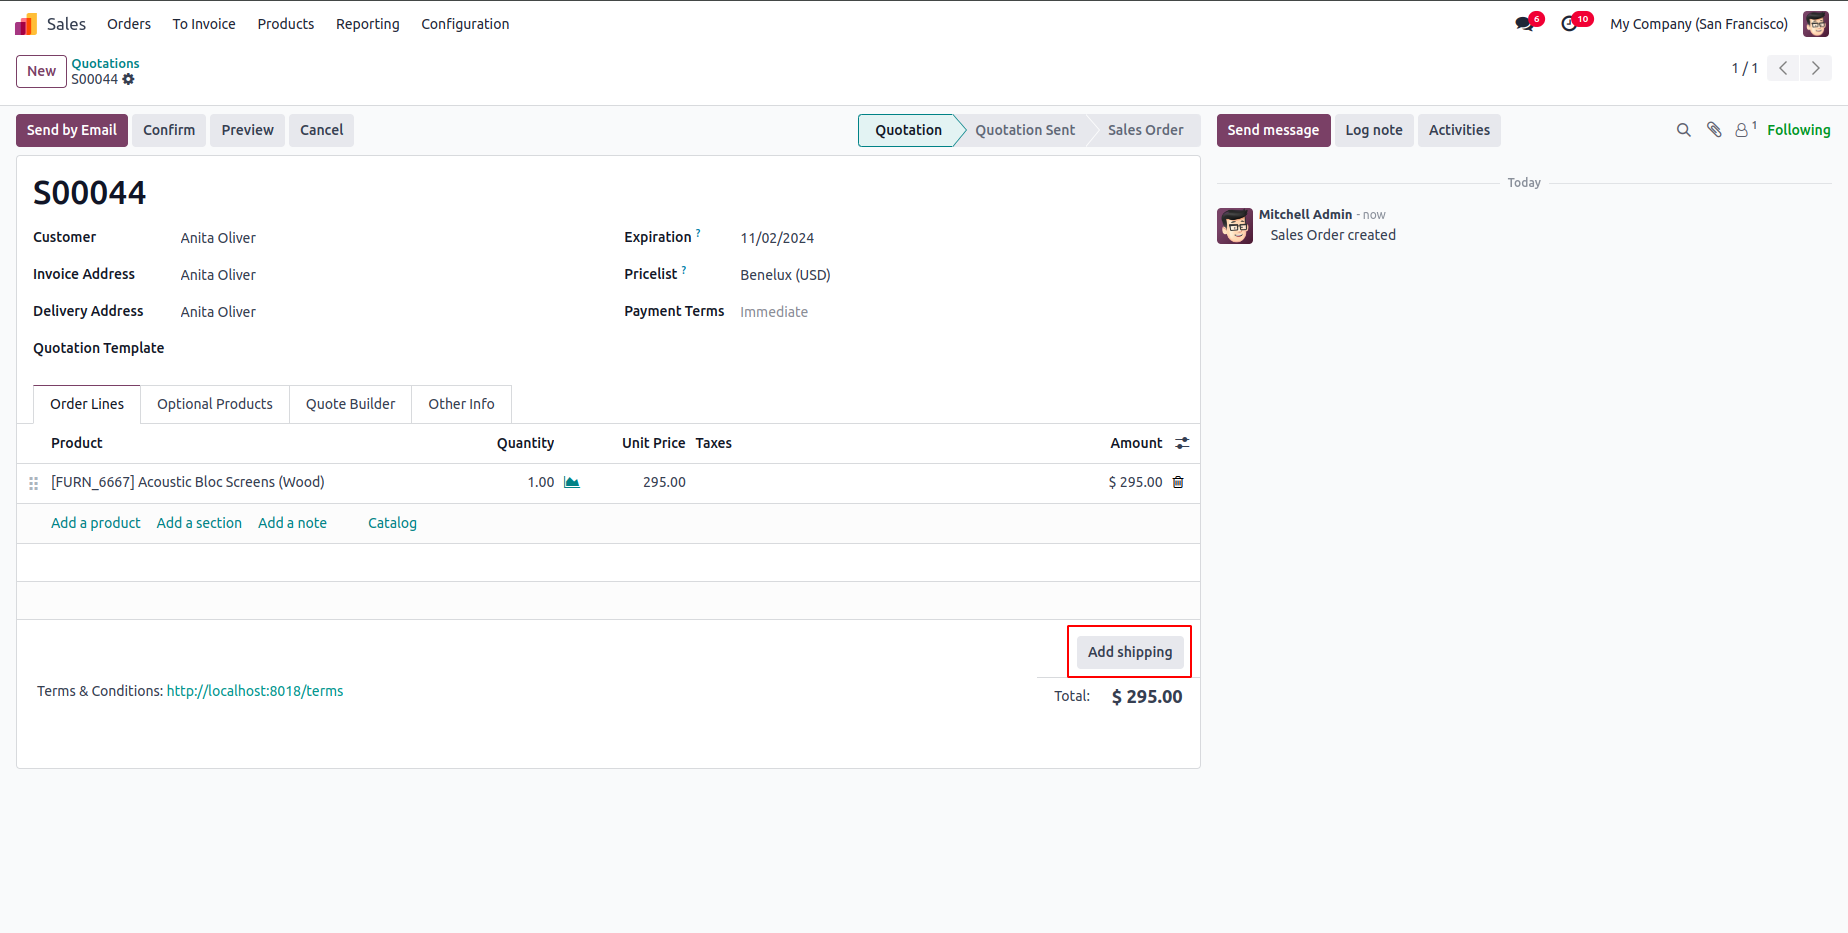 Sales Orders To Invoice Products Reporting Configuration 6 10 My Company (San Francisco)
New Quotations 1 / 1
S00044
Send by Email Confirm Preview Cancel Quotation Quotation Sent Sales Order Send message Log note Activities 1 Following
Today
S00044
Mitchell Admin - now
Sales Order created
Customer Anita Oliver Expiration ? 11/02/2024
Invoice Address Anita Oliver Pricelist ? Benelux (USD)
Delivery Address Anita Oliver Payment Terms Immediate
Quotation Template
Order Lines Optional Products Quote Builder Other Info
Product Quantity Unit Price Taxes Amount
[FURN_6667] Acoustic Bloc Screens (Wood) 1.00 295.00 $ 295.00
Add a product Add a section Add a note Catalog
Add shipping
Terms & Conditions: http://localhost:8018/terms Total: $ 295.00